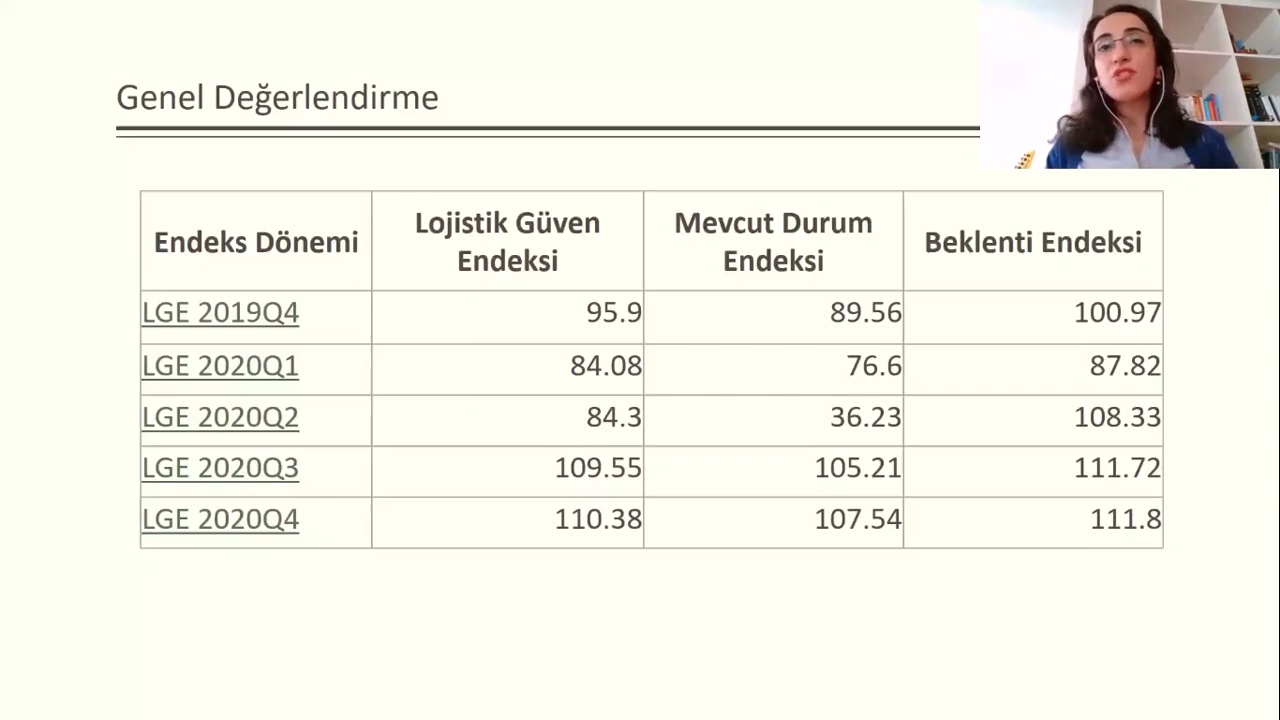 Genel Değerlendirme
Endeks Dönemi
Lojistik Güven
Endeksi
Mevcut Durum
Endeksi
Beklenti Endeksi
LGE 2019Q4 95.9 89.56 100.97
LGE 2020Q1 84.08 76.6 87.82
LGE 2020Q2 84.3 36.23 108.33
LGE 2020Q3 109.55 105.21 111.72
LGE 2020Q4 110.38 107.54 111.8